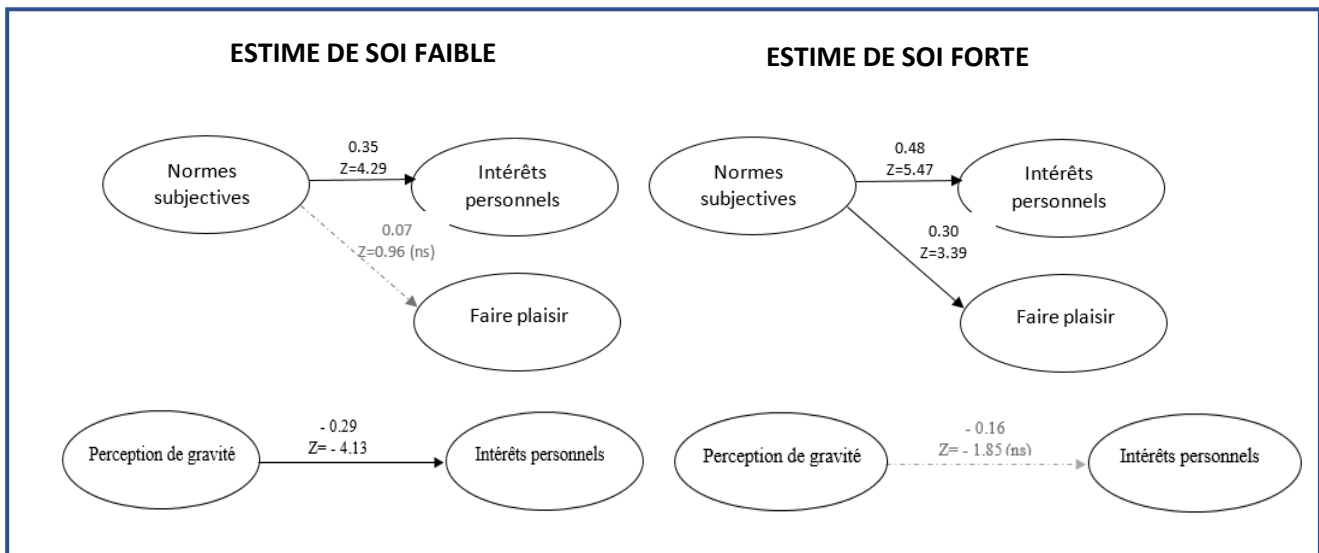 ESTIME DE SOI FAIBLE
ESTIME DE SOI FORTE
Normes
subjectives
0.35
Z=4.29
Intérêts
personnels
0.07
Z=0.96 (ns)
Faire plaisir
Normes
subjectives
0.48
Z=5.47
Intérêts
personnels
0.30
Z=3.39
Faire plaisir
Perception de gravité
- 0.29
Z= - 4.13
Intérêts personnels
Perception de gravité
- 0.16
Z= - 1.85 (ns)
Intérêts personnels